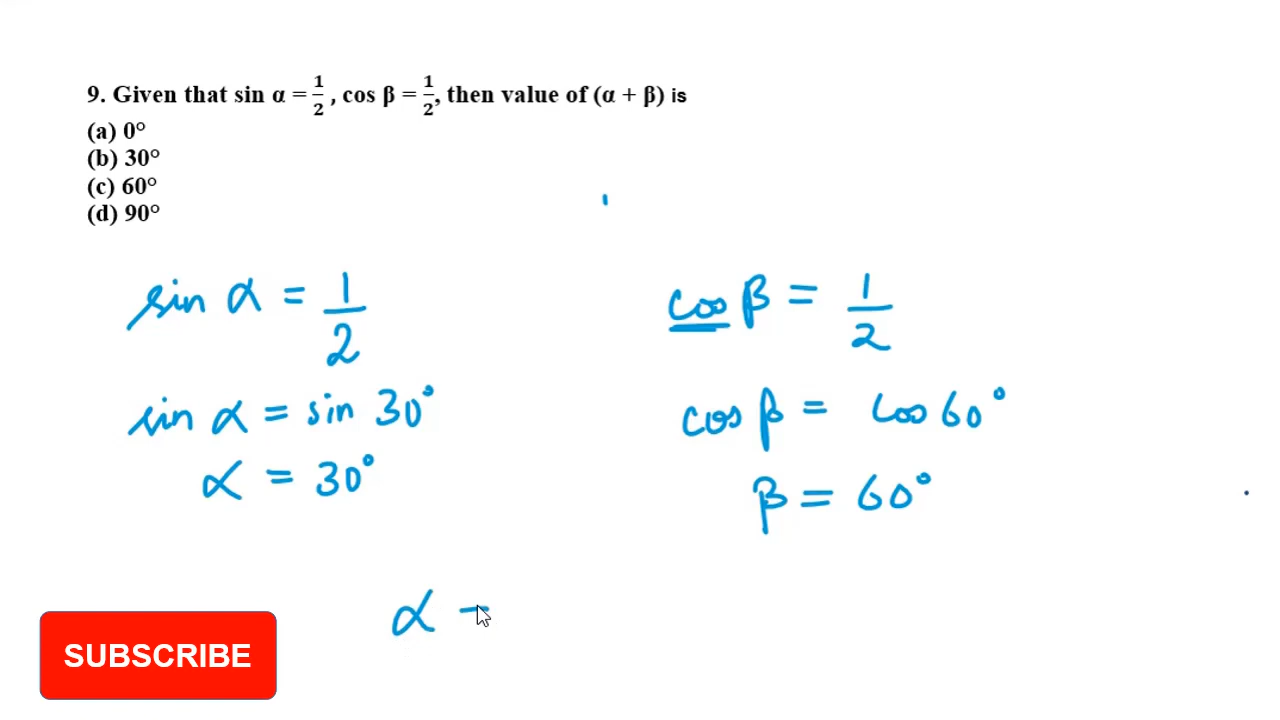 9. Given that sin α = 1/2 , cos β = 1/2, then value of (α + β) is
(a) 0°
(b) 30°
(c) 60°
(d) 90°
sin α = 1/2
cos β = 1/2
sin α = sin 30°
cos β = cos 60°
α = 30°
β = 60°
α -
SUBSCRIBE